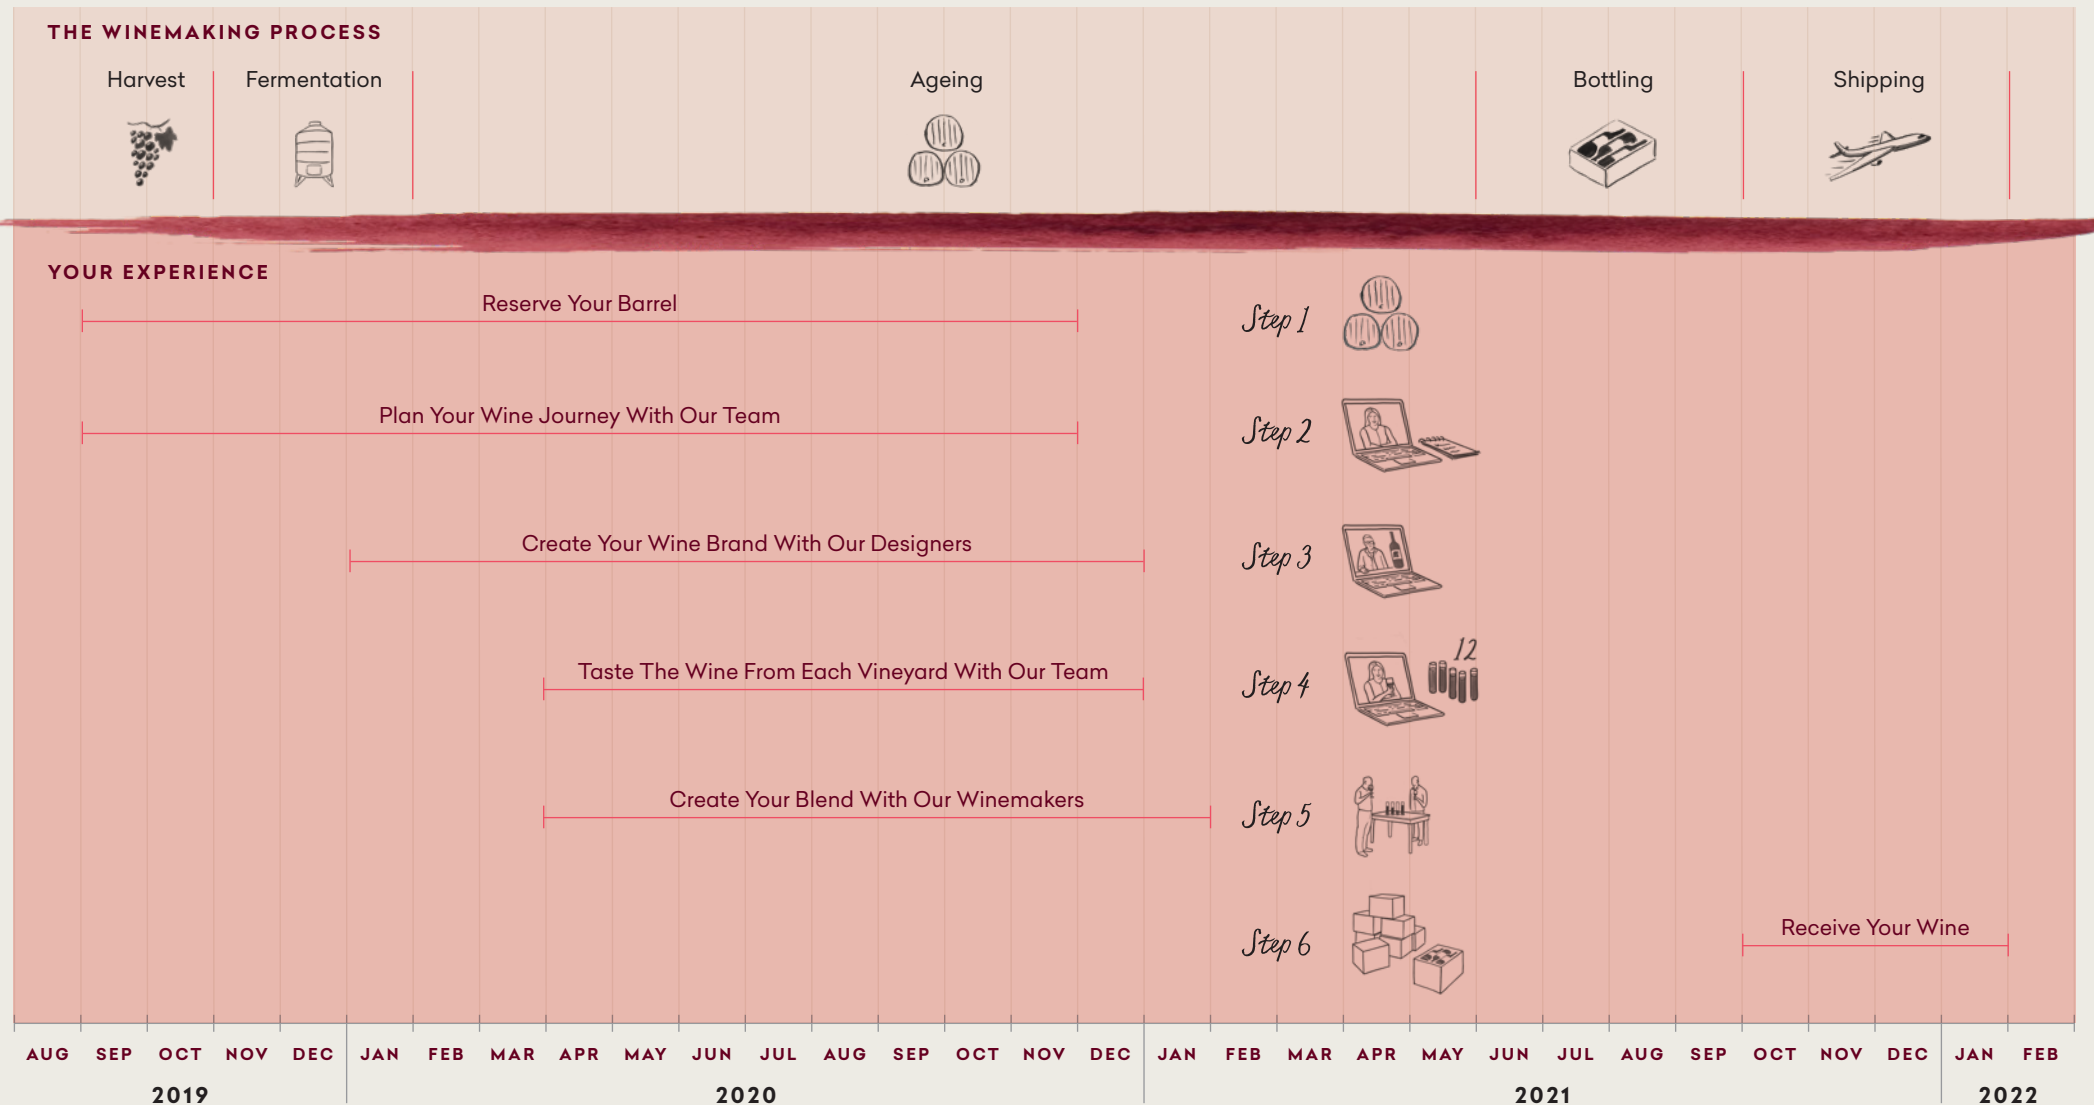 THE WINEMAKING PROCESS
Harvest
Fermentation
Ageing
Bottling
Shipping
YOUR EXPERIENCE
Reserve Your Barrel
Step 1
Plan Your Wine Journey With Our Team
Step 2
Create Your Wine Brand With Our Designers
Step 3
Taste The Wine From Each Vineyard With Our Team
Step 4
12
Create Your Blend With Our Winemakers
Step 5
Receive Your Wine
Step 6
AUG SEP OCT NOV DEC JAN FEB MAR APR MAY JUN JUL AUG SEP OCT NOV DEC JAN FEB MAR APR MAY JUN JUL AUG SEP OCT NOV DEC JAN FEB
2019 2020 2021 2022